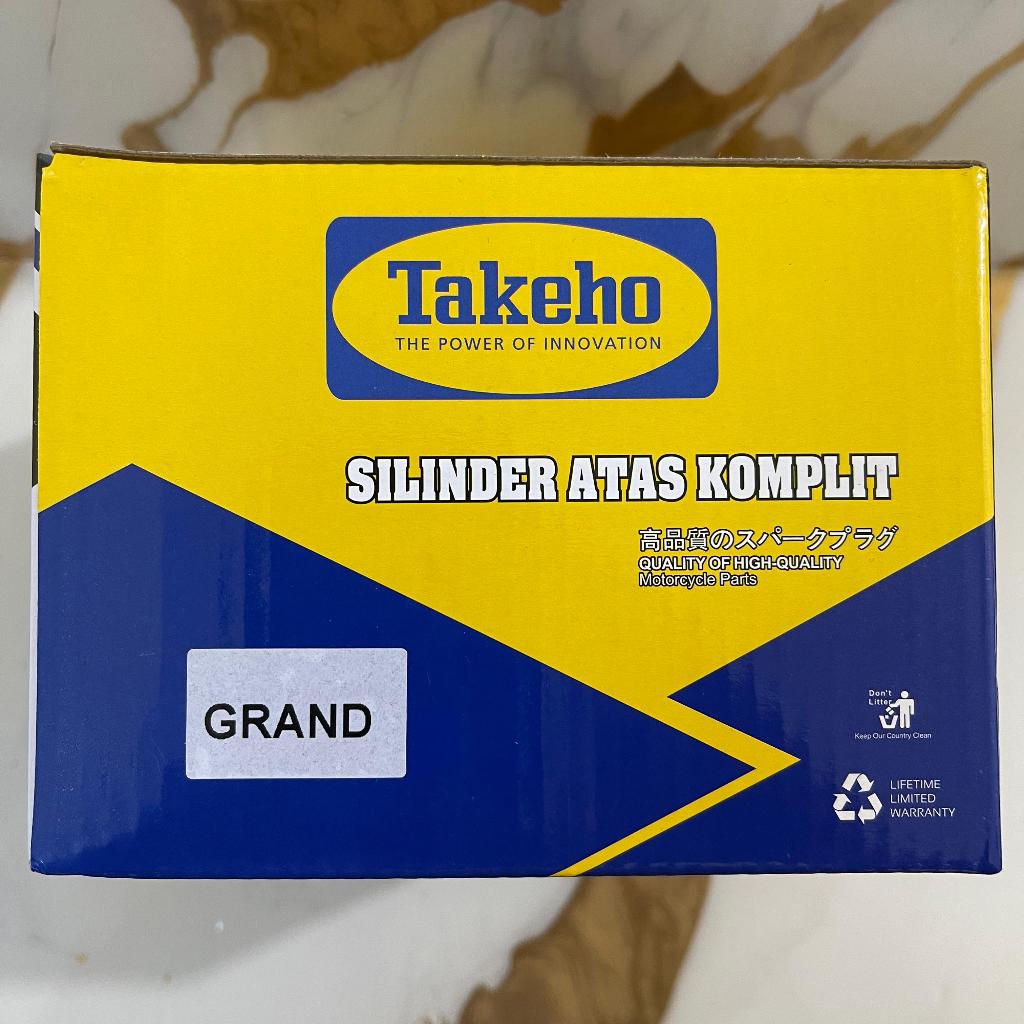 Takeho
THE POWER OF INNOVATION
SILINDER ATAS KOMPLIT
高品質のスパークプラグ
QUALITY OF HIGH-QUALITY
Motorcycle Parts
GRAND
Don't
Litter
Keep Our Country Clean
LIFETIME
LIMITED
WARRANTY